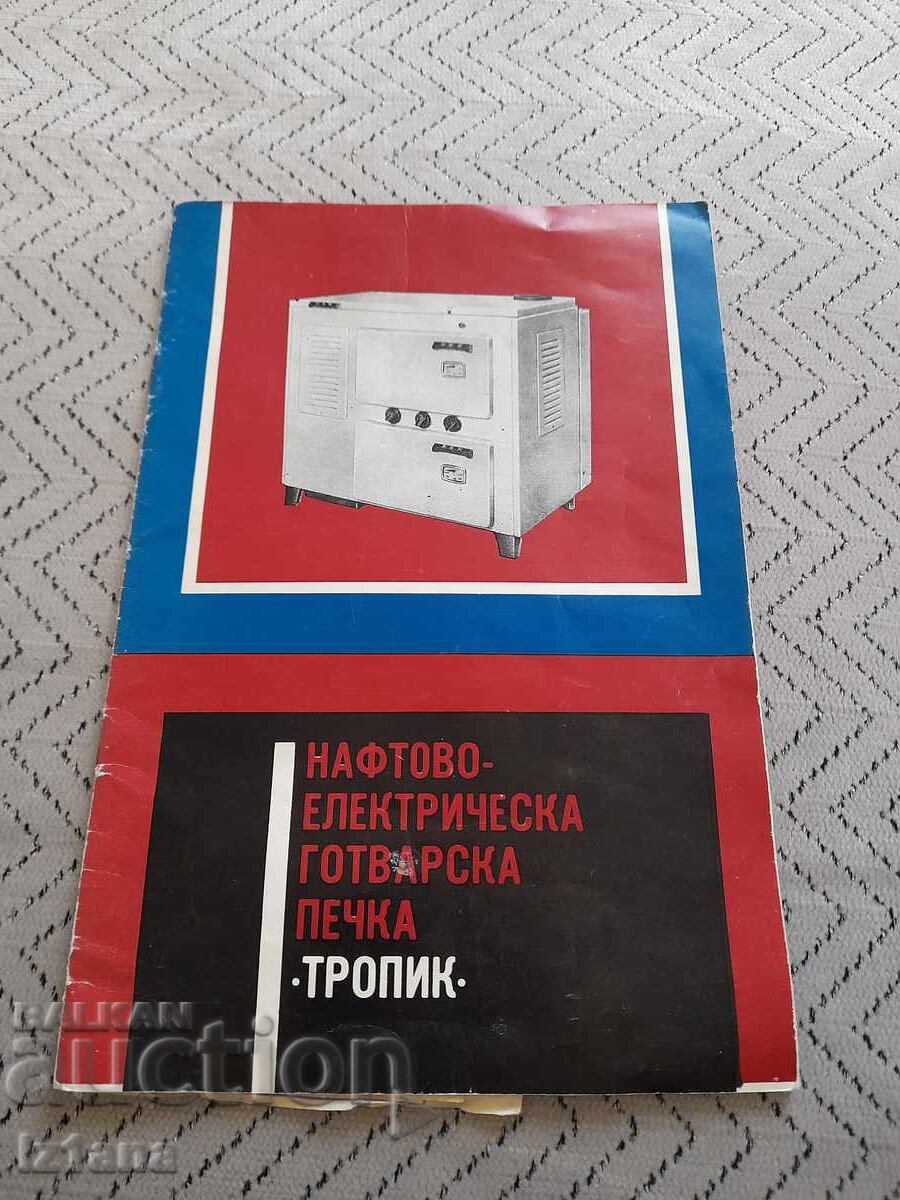 НАФТОВО-
ЕЛЕКТРИЧЕСКА
ГОТВАРСКА
ПЕЧКА
·ТРОПИК·
BALKAN
auction
iz1ana